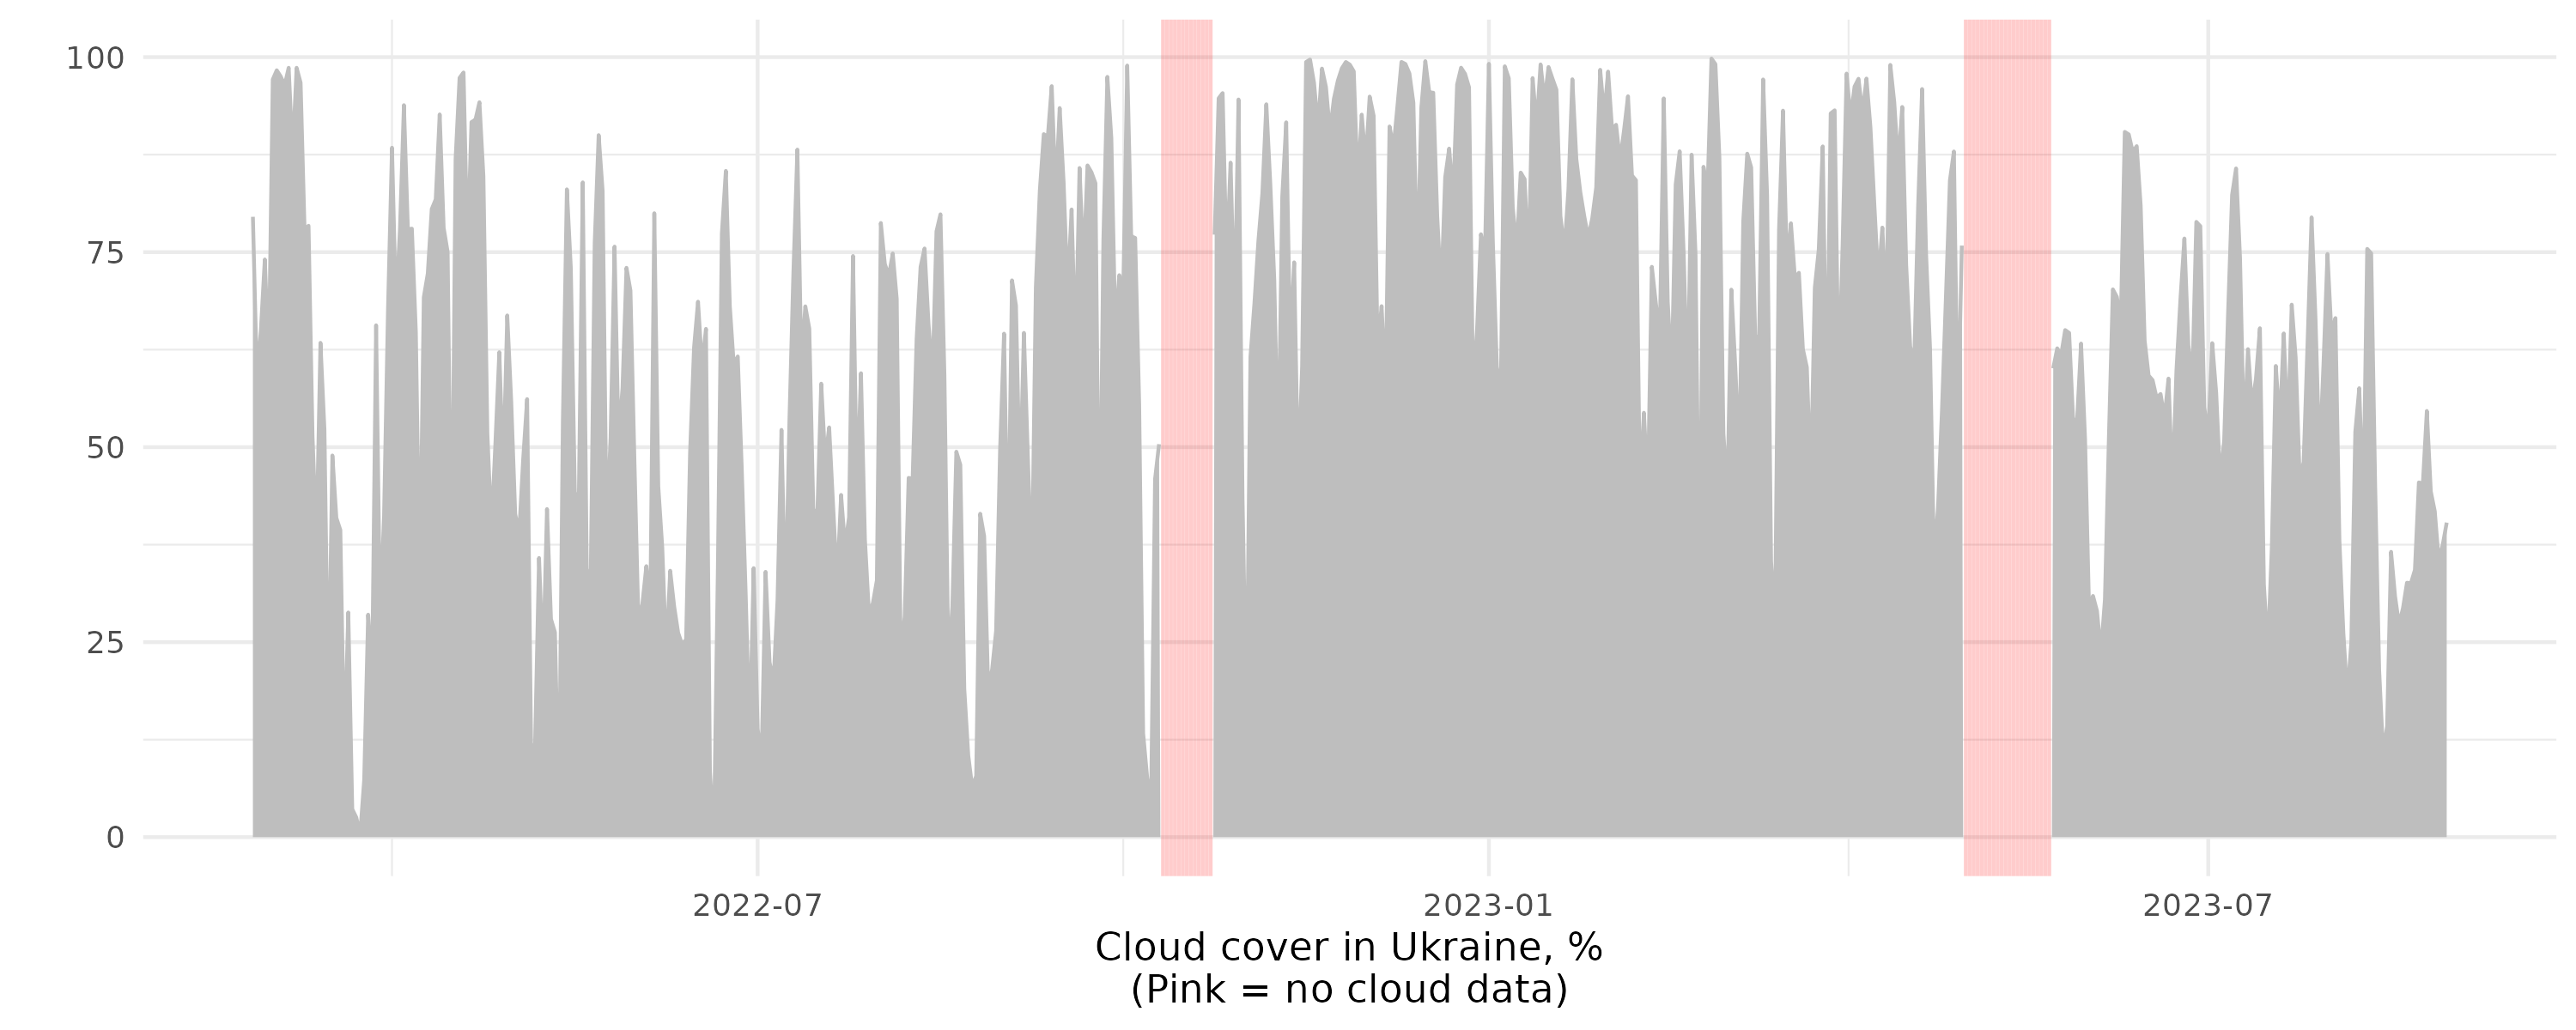 100
75
50
25
0
2022-07 2023-01 2023-07
Cloud cover in Ukraine, %
(Pink = no cloud data)